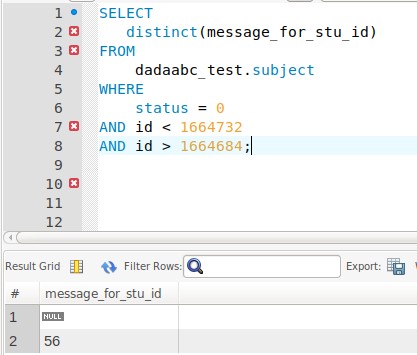 1 SELECT
2 distinct(message_for_stu_id)
3 FROM
4 dadaabc_test.subject
5 WHERE
6 status = 0
7 AND id < 1664732
8 AND id > 1664684;
9
10
11
12
Result Grid Filter Rows: Export:
# message_for_stu_id
1 NULL
2 56